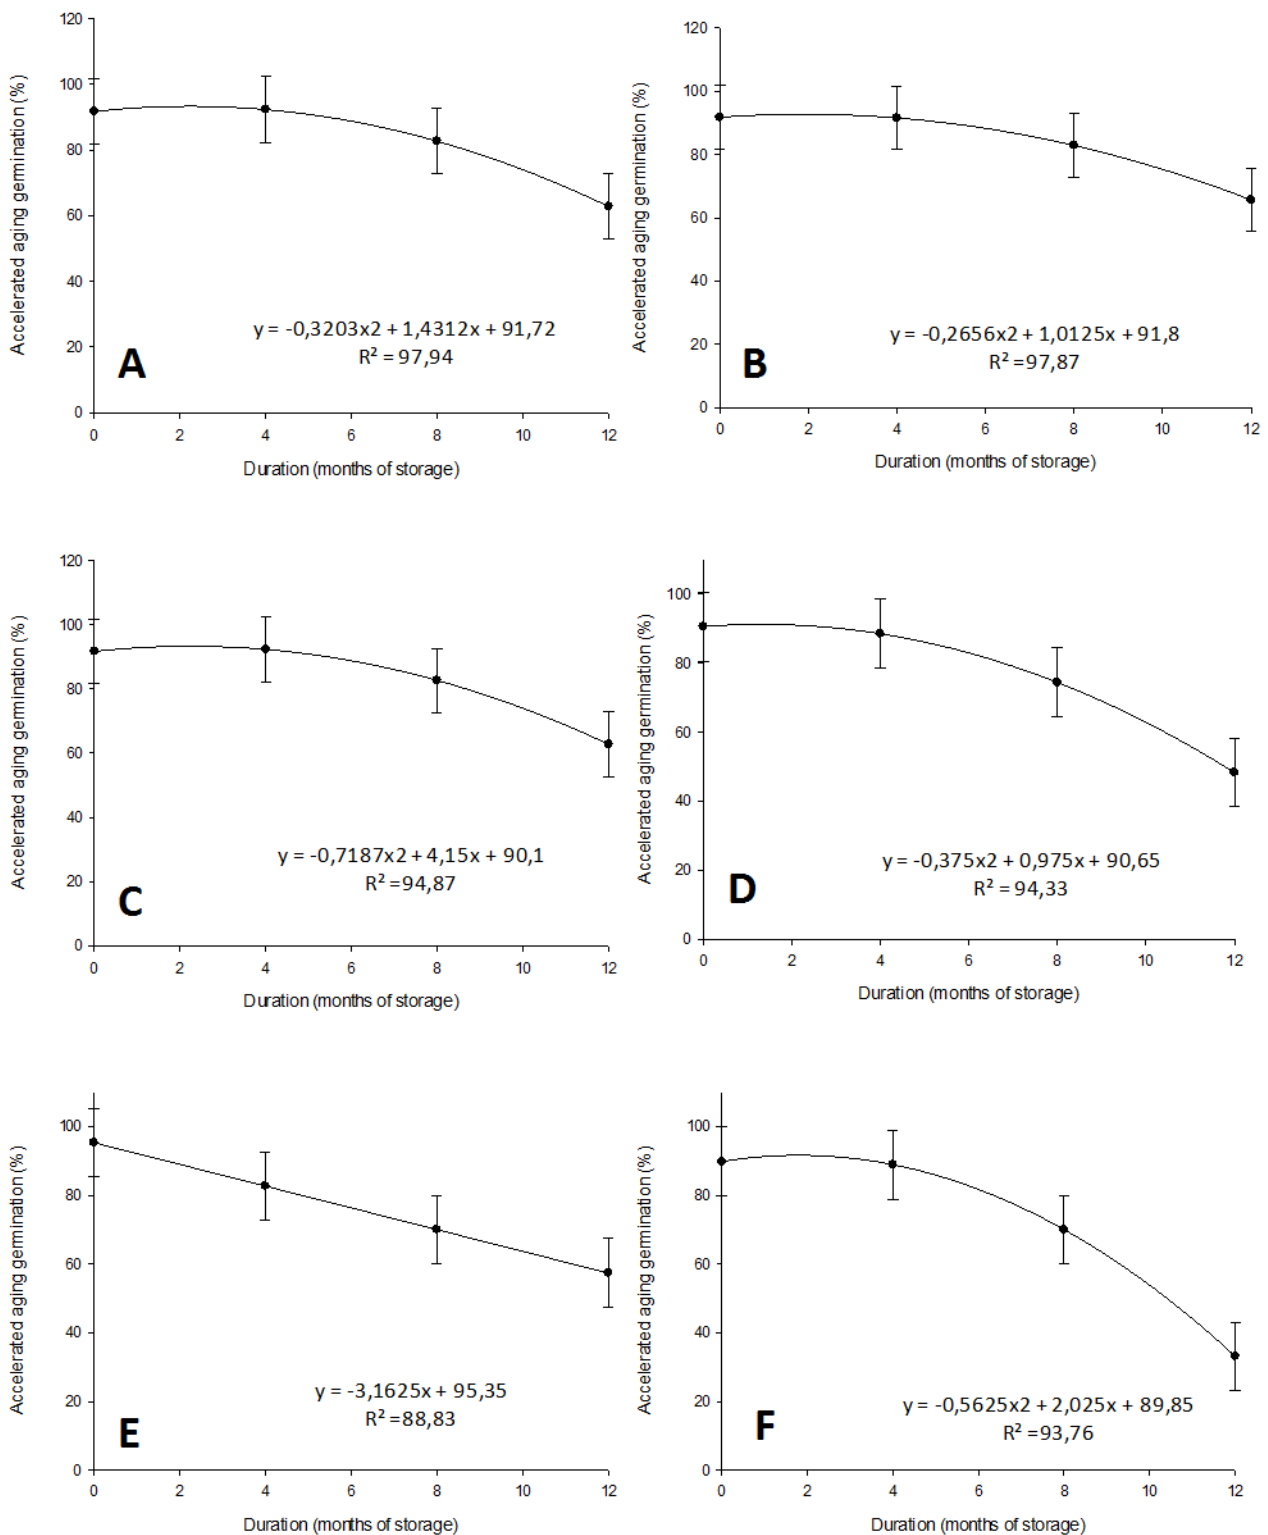 120
100
80
60
40
20
0
Accelerated aging germination (%)
y = -0,3203x2 + 1,4312x + 91,72
R² = 97,94
A
0 2 4 6 8 10 12
Duration (months of storage)
120
100
80
60
40
20
0
Accelerated aging germination (%)
y = -0,2656x2 + 1,0125x + 91,8
R² =97,87
B
0 2 4 6 8 10 12
Duration (months of storage)
120
100
80
60
40
20
0
Accelerated aging germination (%)
y = -0,7187x2 + 4,15x + 90,1
R² =94,87
C
0 2 4 6 8 10 12
Duration (months of storage)
100
80
60
40
20
0
Accelerated aging germination (%)
y = -0,375x2 + 0,975x + 90,65
R² = 94,33
D
0 2 4 6 8 10 12
Duration (months of storage)
100
80
60
40
20
0
Accelerated aging germination (%)
y = -3,1625x + 95,35
R² =88,83
E
0 2 4 6 8 10 12
Duration (months of storage)
100
80
60
40
20
0
Accelerated aging germination (%)
y = -0,5625x2 + 2,025x + 89,85
R² =93,76
F
0 2 4 6 8 10 12
Duration (months of storage)